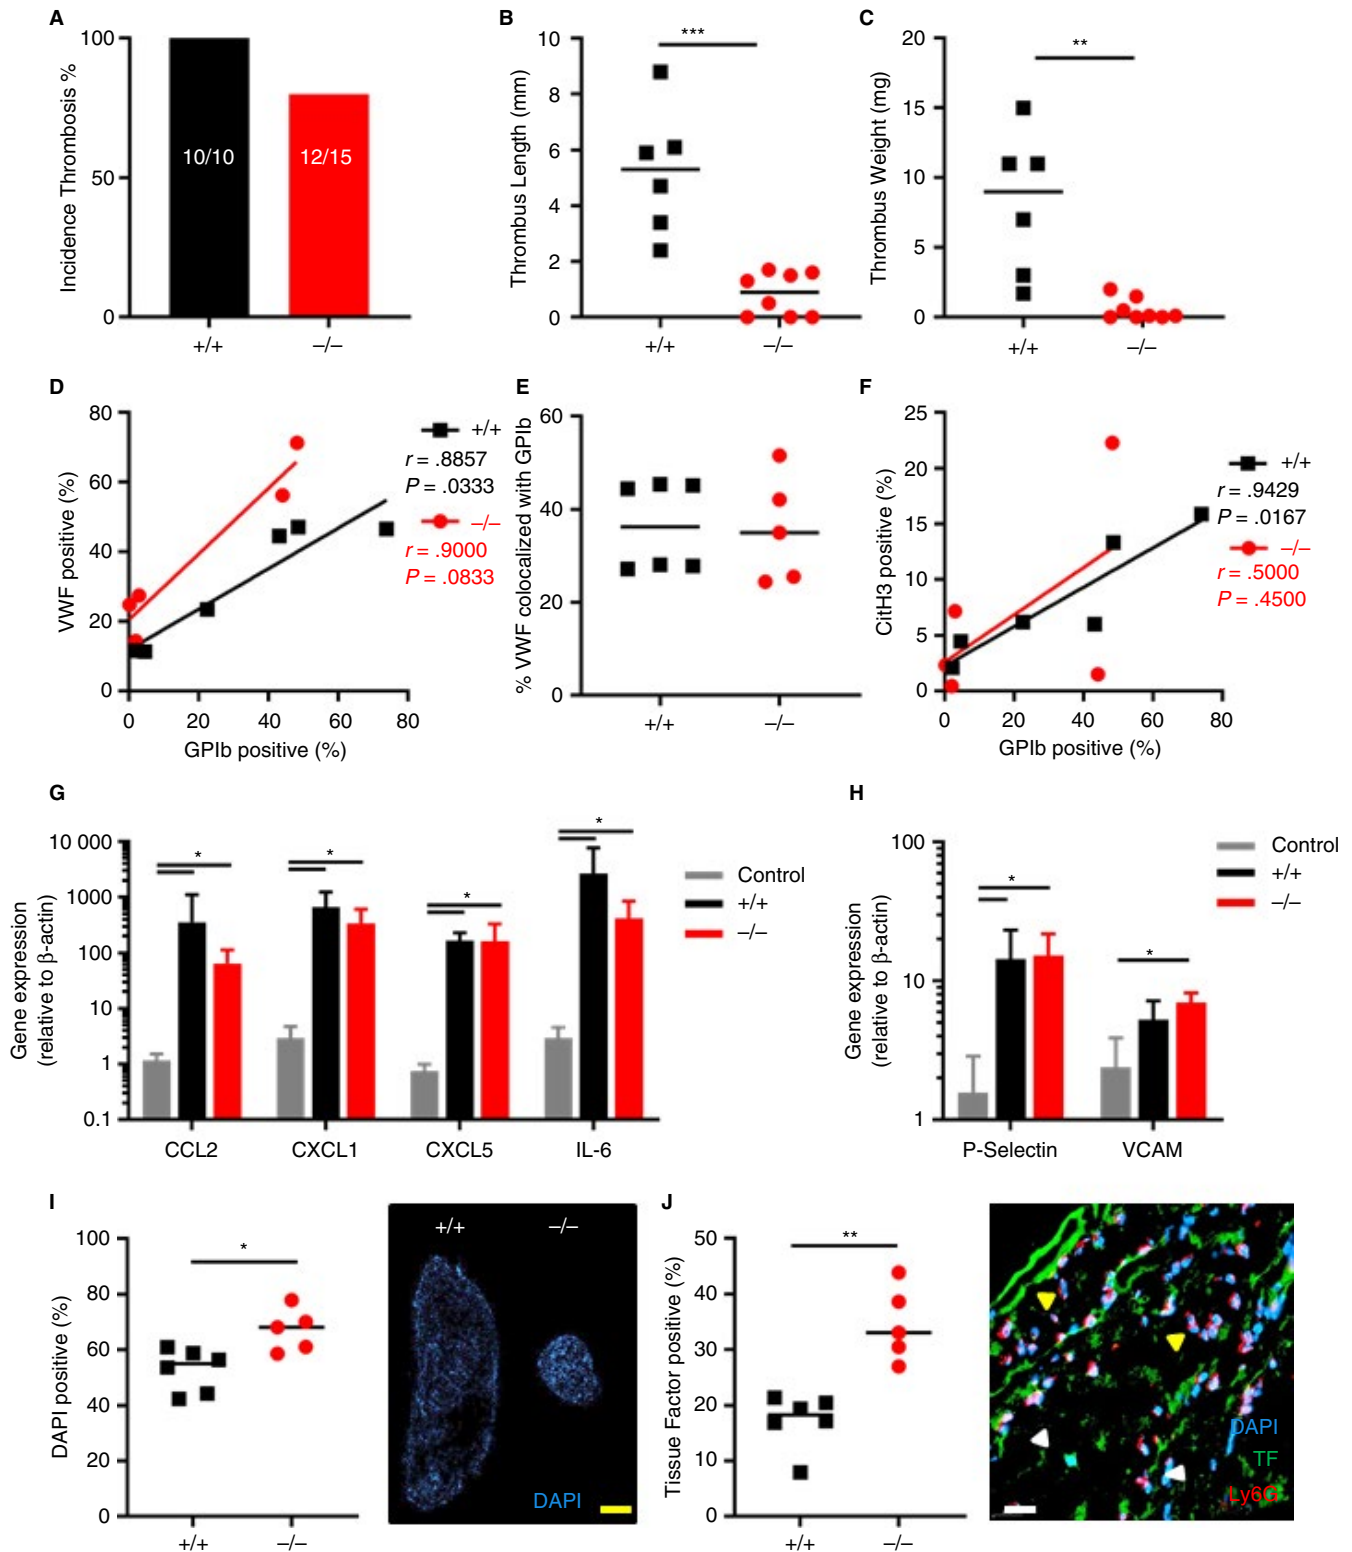 A
Incidence Thrombosis %
100
50
0
10/10
12/15
+/+
–/–
B
Thrombus Length (mm)
10
8
6
4
2
0
***
+/+
–/–
C
Thrombus Weight (mg)
20
15
10
5
0
**
+/+
–/–
D
VWF positive (%)
80
60
40
20
0
0 20 40 60 80
GPIb positive (%)
+/+
r = .8857
P = .0333
–/–
r = .9000
P = .0833
E
% VWF colocalized with GPIb
60
40
20
0
+/+
–/–
F
CitH3 positive (%)
25
20
15
10
5
0
0 20 40 60 80
GPIb positive (%)
+/+
r = .9429
P = .0167
–/–
r = .5000
P = .4500
G
Gene expression
(relative to β-actin)
10 000
1000
100
10
1
0.1
*
*
*
*
CCL2 CXCL1 CXCL5 IL-6
Control
+/+
–/–
H
Gene expression
(relative to β-actin)
100
10
1
*
*
P-Selectin VCAM
Control
+/+
–/–
I
DAPI positive (%)
100
80
60
40
20
0
*
+/+
–/–
+/+ –/–
DAPI
J
Tissue Factor positive (%)
50
40
30
20
10
0
**
+/+
–/–
DAPI
TF
Ly6G